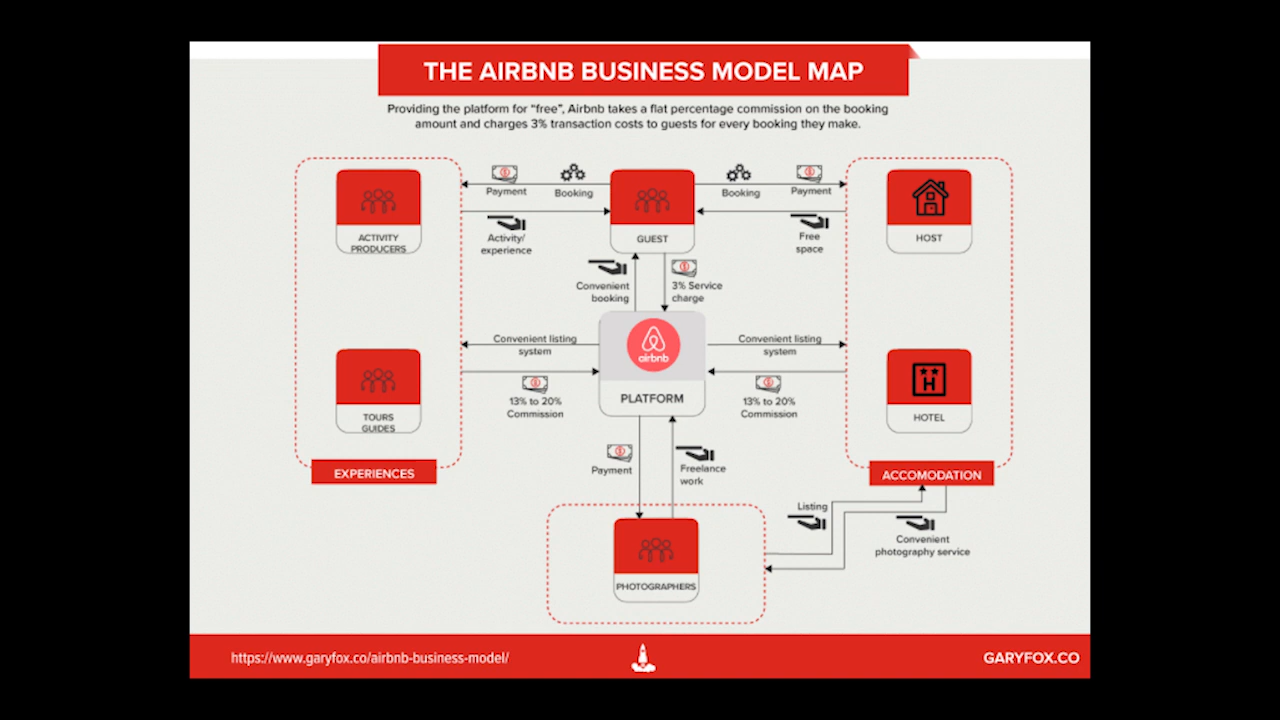 THE AIRBNB BUSINESS MODEL MAP
Providing the platform for "free", Airbnb takes a flat percentage commission on the booking
amount and charges 3% transaction costs to guests for every booking they make.
Payment
Booking
Booking
Payment
ACTIVITY
PRODUCERS
GUEST
HOST
Activity/
experience
Free
space
Convenient
booking
3% Service
charge
Convenient listing
system
airbnb
Convenient listing
system
PLATFORM
13% to 20%
Commission
13% to 20%
Commission
TOURS
GUIDES
H
HOTEL
EXPERIENCES
ACCOMODATION
Payment
Freelance
work
Listing
Convenient
photography service
PHOTOGRAPHERS
https://www.garyfox.co/airbnb-business-model/
GARYFOX.CO